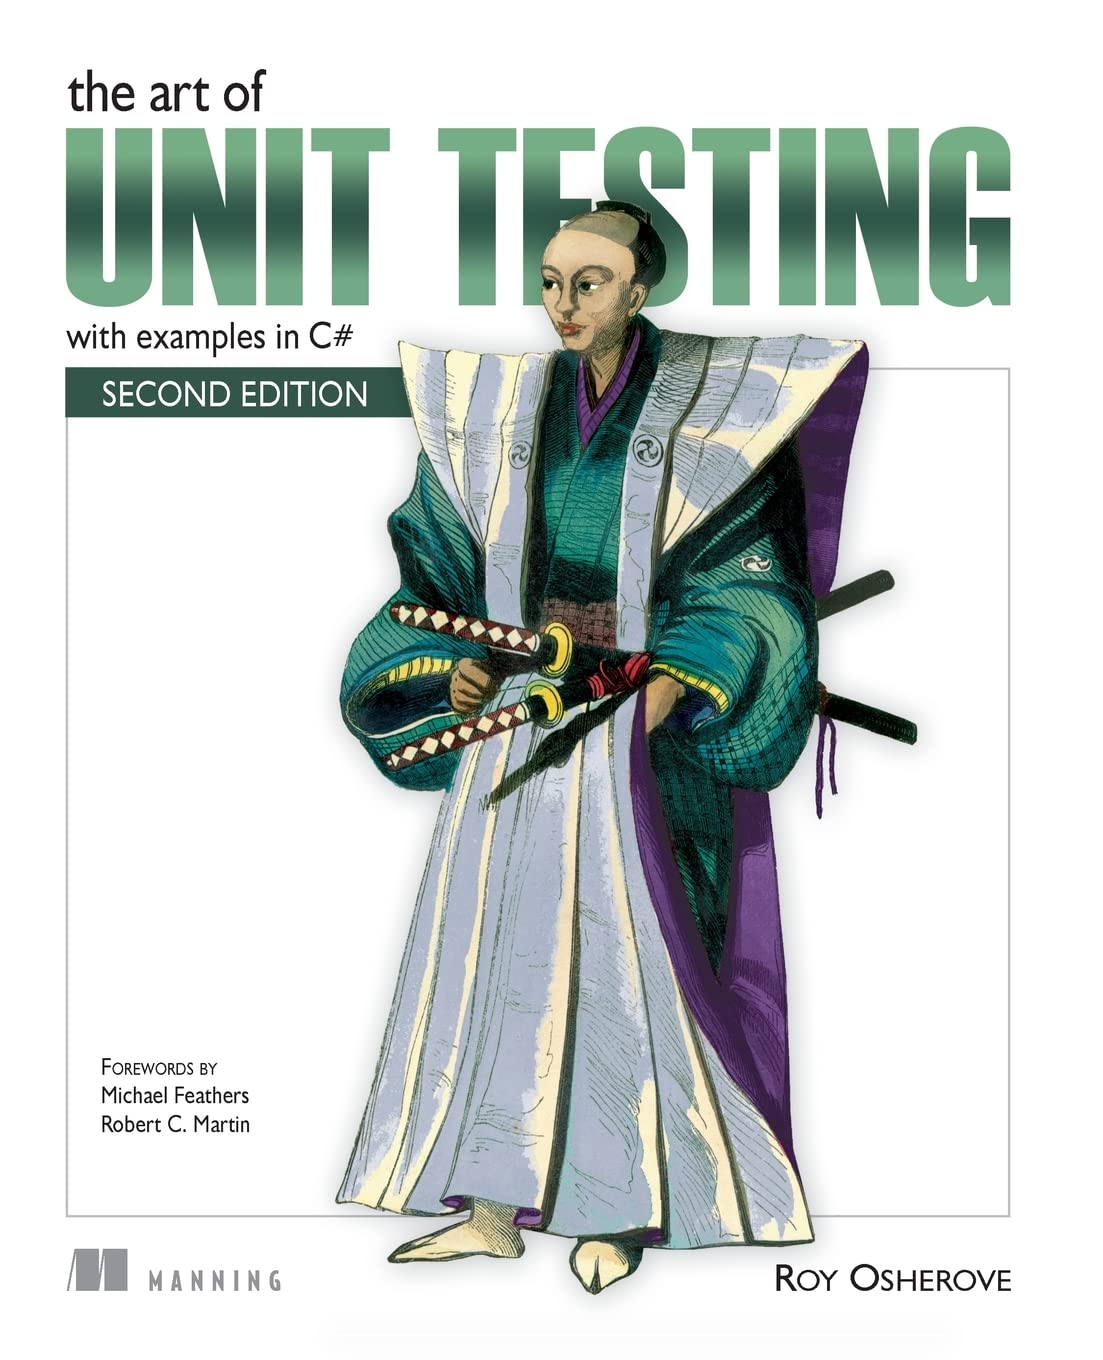 the art of
UNIT TESTING
with examples in C#
SECOND EDITION
FOREWORDS BY
Michael Feathers
Robert C. Martin
MANNING
ROY OSHEROVE